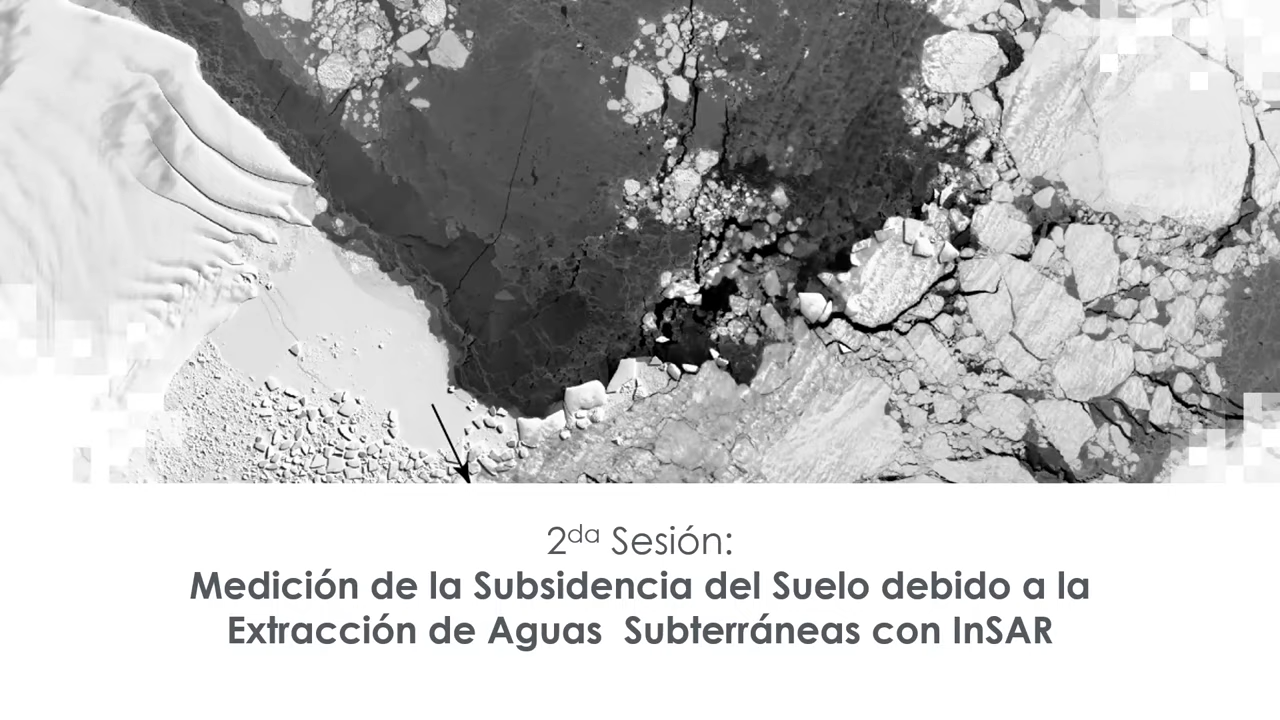 2da Sesión:
Medición de la Subsidencia del Suelo debido a la
Extracción de Aguas  Subterráneas con InSAR